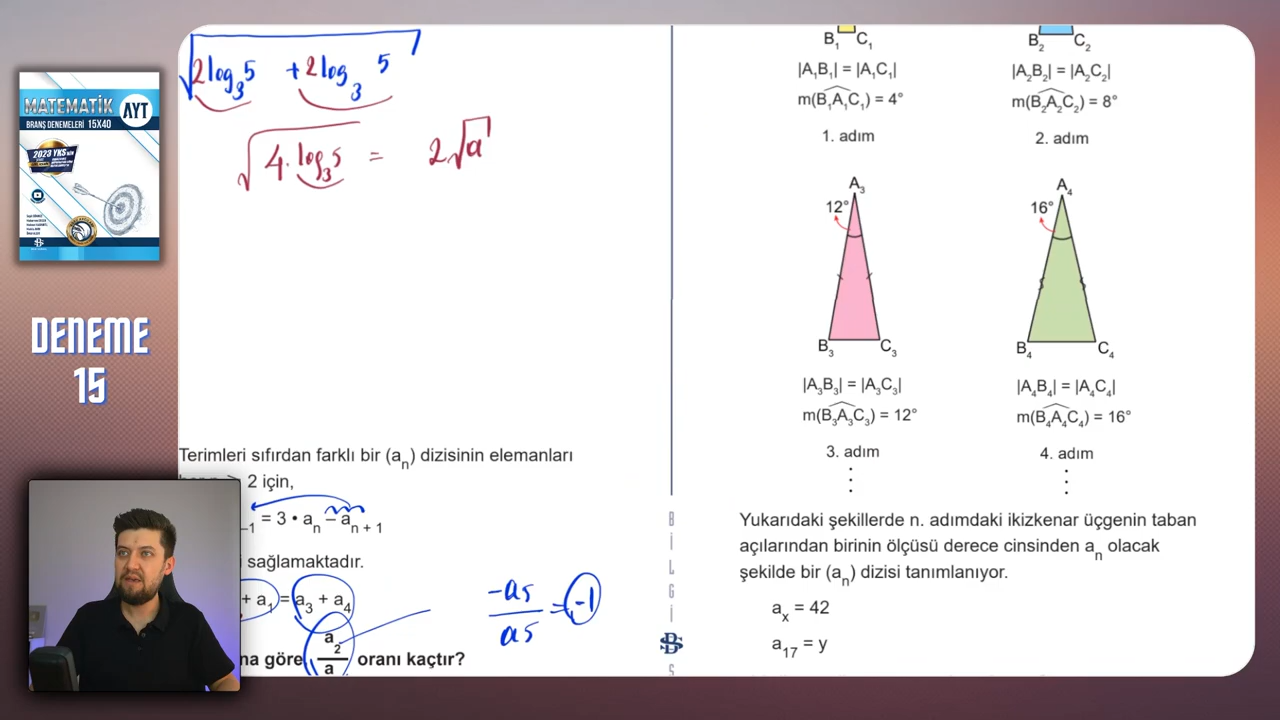 MATEMATİK
AYT
BRANŞ DENEMELERİ 15X40
2023 YKS'NİN
DENEME
15
√2log₃5 + 2log₃ 5
√4.log₃5 = 2√a
Terimleri sıfırdan farklı bir (aₙ) dizisinin elemanları
2 için,
–1 = 3 • aₙ – aₙ ₊ ₁
sağlamaktadır.
+ a₁ = a₃ + a₄
-a5
a5
= -1
a₂
na göre, a oranı kaçtır?
B₁ C₁
|A₁B₁| = |A₁C₁|
m(B₁A₁C₁) = 4°
1. adım
B₂ C₂
|A₂B₂| = |A₂C₂|
m(B₂A₂C₂) = 8°
2. adım
A₃
12°
B₃ C₃
|A₃B₃| = |A₃C₃|
m(B₃A₃C₃) = 12°
3. adım
A₄
16°
B₄ C₄
|A₄B₄| = |A₄C₄|
m(B₄A₄C₄) = 16°
4. adım
Yukarıdaki şekillerde n. adımdaki ikizkenar üçgenin taban
açılarından birinin ölçüsü derece cinsinden aₙ olacak
şekilde bir (aₙ) dizisi tanımlanıyor.
aₓ = 42
a₁₇ = y
B
İ
L
G
İ
S